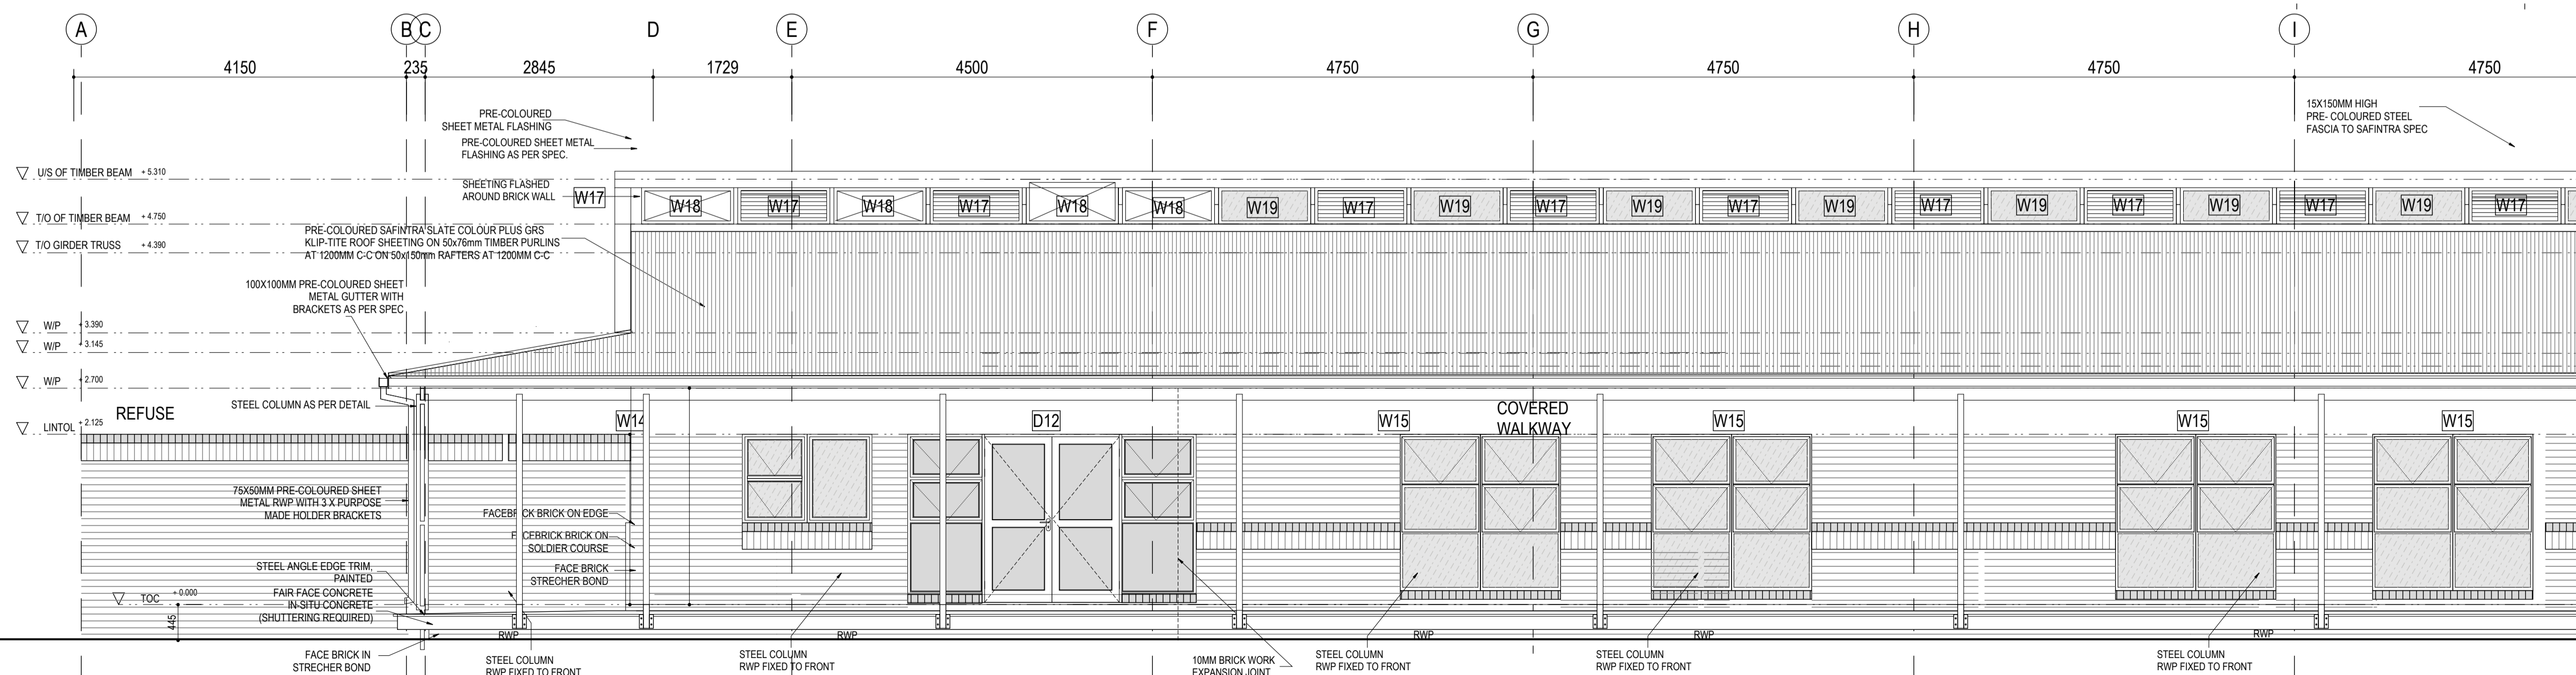 A
B
C
D
E
F
G
H
I
4150
235
2845
1729
4500
4750
4750
4750
4750
PRE-COLOURED
SHEET METAL FLASHING
PRE-COLOURED SHEET METAL
FLASHING AS PER SPEC.
15X150MM HIGH
PRE- COLOURED STEEL
FASCIA TO SAFINTRA SPEC
U/S OF TIMBER BEAM + 5.310
SHEETING FLASHED
AROUND BRICK WALL
W17
W18
W17
W18
W17
W18
W18
W19
W17
W19
W17
W19
W17
W19
W17
W19
W17
W19
W17
W19
W17
T/O OF TIMBER BEAM + 4.750
T/O GIRDER TRUSS + 4.390
PRE-COLOURED SAFINTRA SLATE COLOUR PLUS GRS
KLIP-TITE ROOF SHEETING ON 50x76mm TIMBER PURLINS
AT 1200MM C-C ON 50x150mm RAFTERS AT 1200MM C-C
100X100MM PRE-COLOURED SHEET
METAL GUTTER WITH
BRACKETS AS PER SPEC
W/P + 3.390
W/P + 3.145
W/P + 2.700
REFUSE
STEEL COLUMN AS PER DETAIL
LINTOL + 2.125
W14
D12
W15
COVERED
WALKWAY
W15
W15
W15
75X50MM PRE-COLOURED SHEET
METAL RWP WITH 3 X PURPOSE
MADE HOLDER BRACKETS
FACEBRICK BRICK ON EDGE
FACEBRICK BRICK ON
SOLDIER COURSE
FACE BRICK
STRECHER BOND
STEEL ANGLE EDGE TRIM,
PAINTED
TOC + 0.000
FAIR FACE CONCRETE
IN-SITU CONCRETE
(SHUTTERING REQUIRED)
445
RWP
RWP
RWP
RWP
RWP
FACE BRICK IN
STRECHER BOND
STEEL COLUMN
RWP FIXED TO FRONT
STEEL COLUMN
RWP FIXED TO FRONT
10MM BRICK WORK
EXPANSION JOINT
STEEL COLUMN
RWP FIXED TO FRONT
STEEL COLUMN
RWP FIXED TO FRONT
STEEL COLUMN
RWP FIXED TO FRONT